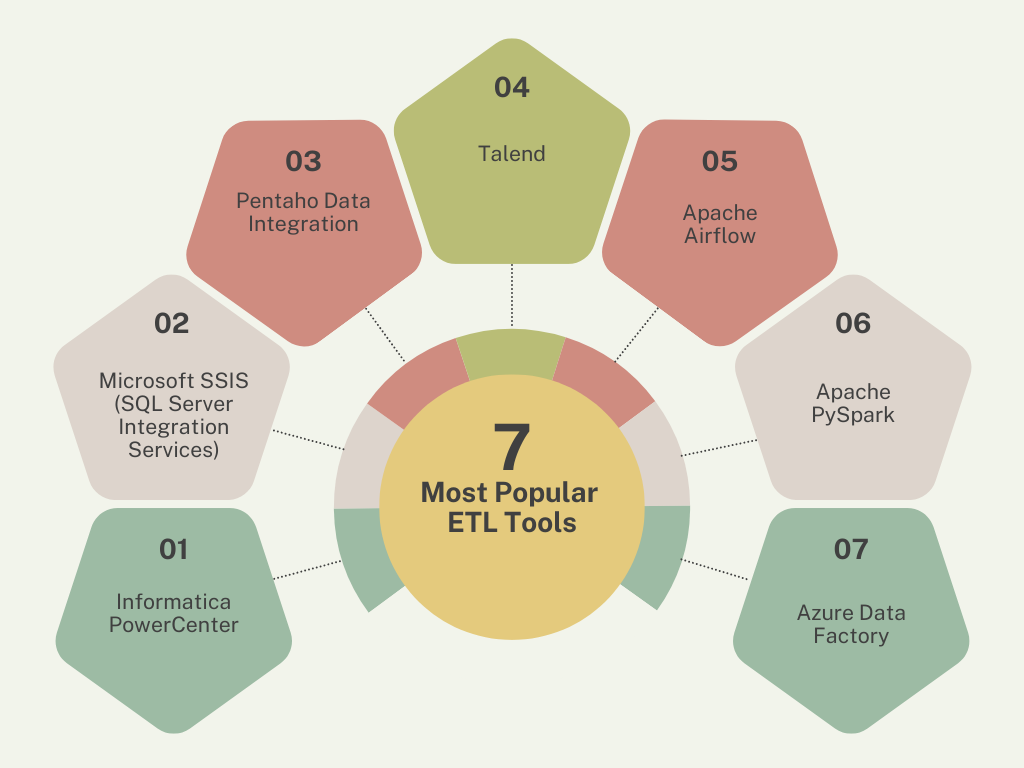 7
Most Popular
ETL Tools
01
Informatica
PowerCenter
02
Microsoft SSIS
(SQL Server
Integration
Services)
03
Pentaho Data
Integration
04
Talend
05
Apache
Airflow
06
Apache
PySpark
07
Azure Data
Factory